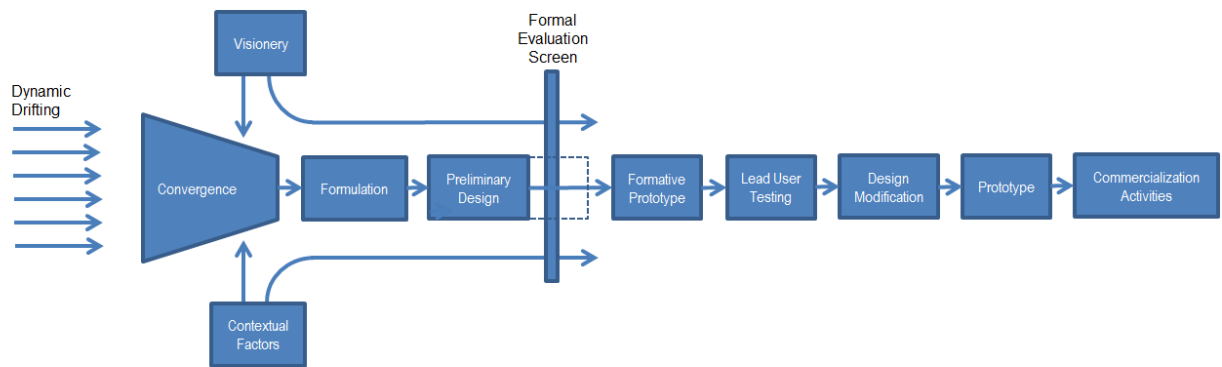 Formal
Evaluation
Screen
Visionery
Dynamic
Drifting
Convergence
Formulation
Preliminary
Design
Formative
Prototype
Lead User
Testing
Design
Modification
Prototype
Commercialization
Activities
Contextual
Factors